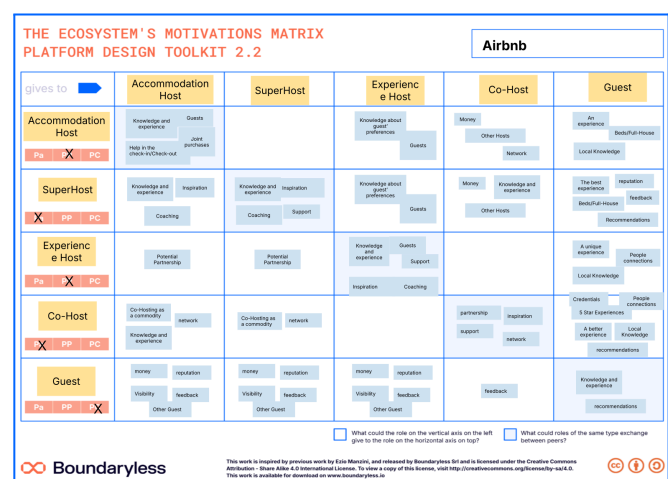 THE ECOSYSTEM'S MOTIVATIONS MATRIX
PLATFORM DESIGN TOOLKIT 2.2
Airbnb
gives to
Accommodation
Host
SuperHost
Experienc
e Host
Co-Host
Guest
Accommodation
Host
Pa
PC
Knowledge and
experience
Guests
Help in the
check-in/Check-out
Joint
purchases
Knowledge about
guest'
preferences
Guests
Money
Other Hosts
Network
An
experience
Beds/Full-House
Local Knowledge
SuperHost
PP
PC
Knowledge and
experience
Inspiration
Coaching
Knowledge and
experience
Inspiration
Coaching
Support
Knowledge about
guest'
preferences
Guests
Money
Knowledge and
experience
Other Hosts
The best
experience
reputation
feedback
Beds/Full-House
Recommendations
Experienc
e Host
Pa
PC
Potential
Partnership
Potential
Partnership
Knowledge
and
experience
Guests
Support
Inspiration
Coaching
A unique
experience
People
connections
Local Knowledge
Co-Host
PP
PC
Co-Hosting as
a commodity
network
Knowledge and
experience
Co-Hosting as
a commodity
network
partnership
inspiration
support
network
Credentials
People
connections
5 Star Experiences
A better
experience
Local
Knowledge
recommendations
Guest
Pa
PP
money
reputation
Visibility
feedback
Other Guest
money
reputation
Visibility
feedback
Other Guest
money
reputation
Visibility
feedback
Other Guest
feedback
Knowledge and
experience
recommendations
What could the role on the vertical axis on the left
give to the role on the horizontal axis on top?
What could roles of the same type exchange
between peers?
Boundaryless
This work is inspired by previous work by Ezio Manzini, and released by Boundaryless Srl and is licensed under the Creative Commons
Attribution - Share Alike 4.0 International License. To view a copy of this license, visit http://creativecommons.org/license/by-sa/4.0.
This work is available for download on www.boundaryless.io